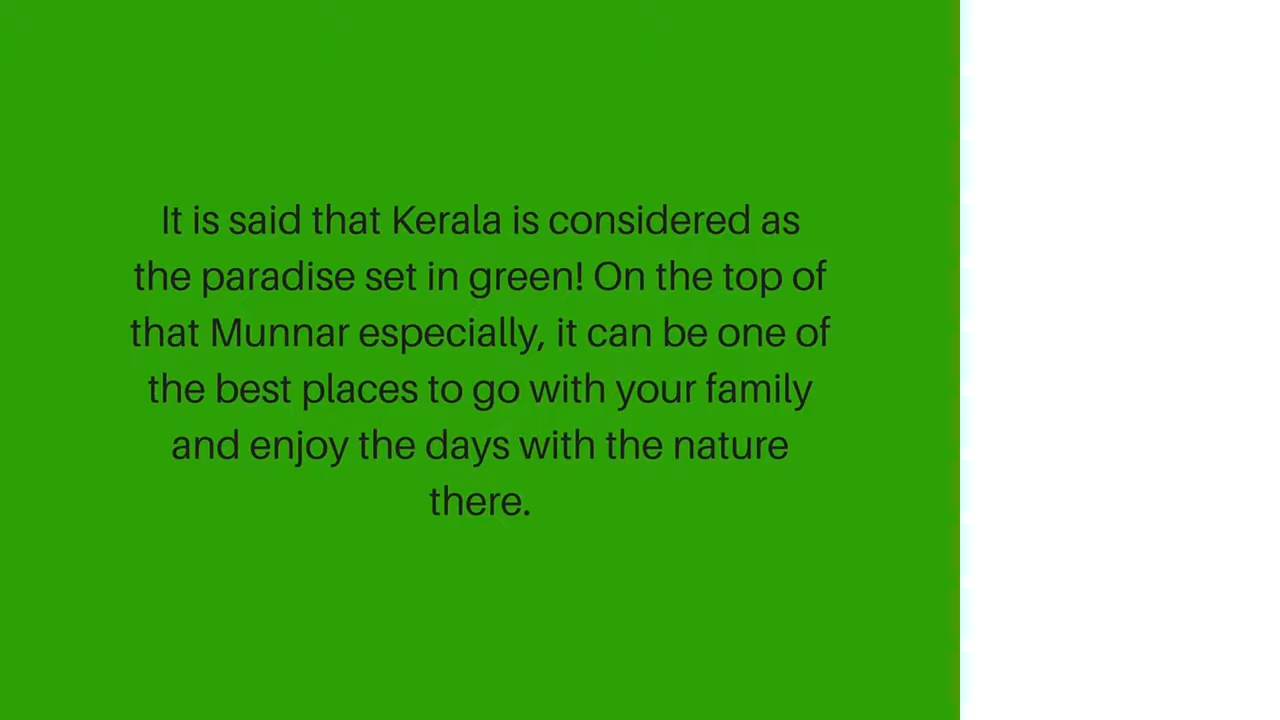 It is said that Kerala is considered as
the paradise set in green! On the top of
that Munnar especially, it can be one of
the best places to go with your family
and enjoy the days with the nature
there.